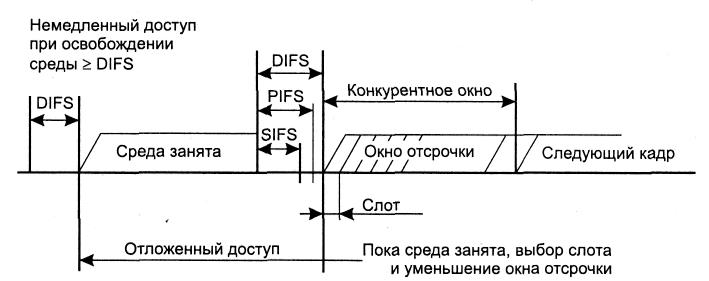 Немедленный доступ
при освобождении
среды ≥ DIFS
DIFS
DIFS
PIFS
SIFS
Конкурентное окно
Среда занята
Окно отсрочки
Следующий кадр
Слот
Отложенный доступ
Пока среда занята, выбор слота
и уменьшение окна отсрочки